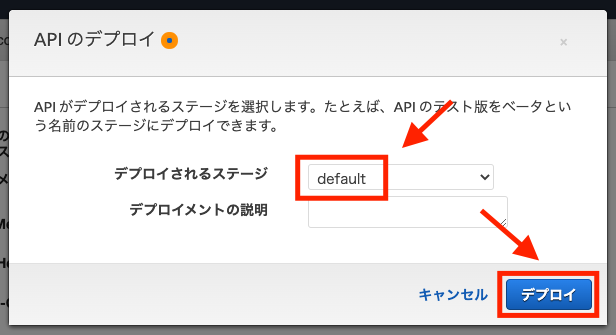 API のデプロイ
×
API がデプロイされるステージを選択します。たとえば、API のテスト版をベータとい
う名前のステージにデプロイできます。
デプロイされるステージ
default
デプロイメントの説明
キャンセル
デプロイ